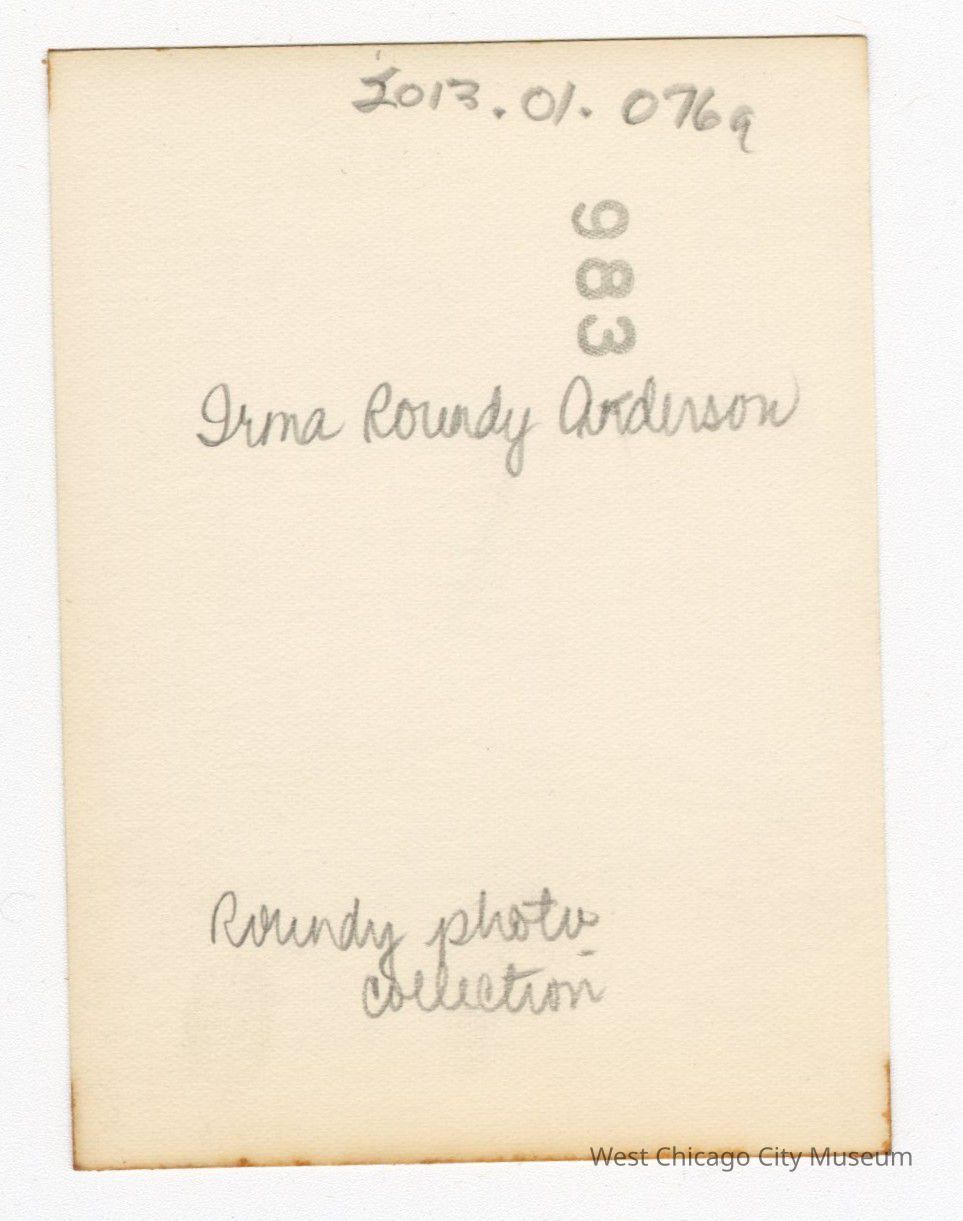 2013.01.076a
983
Irma Roundy Anderson
Roundy photo
collection
West Chicago City Museum